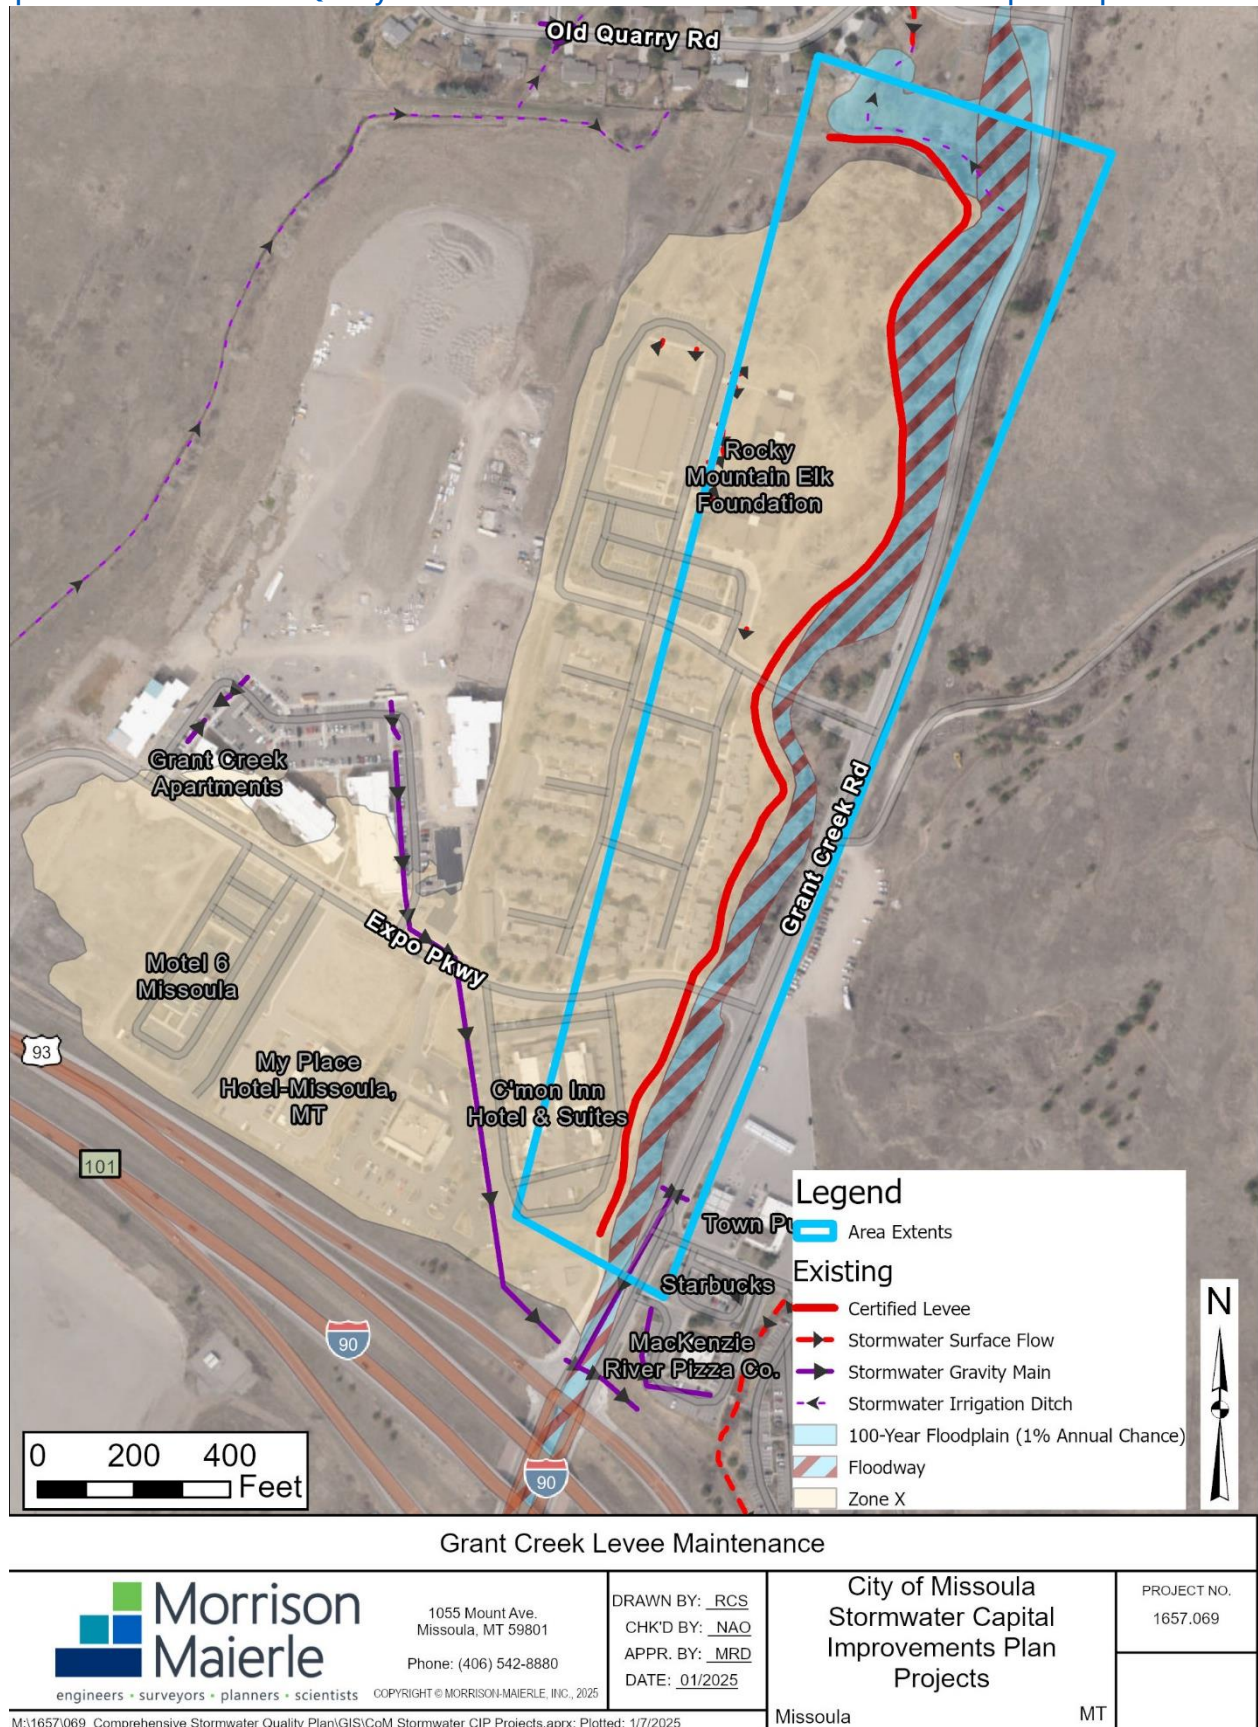 Old Quarry Rd
Rocky
Mountain Elk
Foundation
Grant Creek
Apartments
Grant Creek Rd
Expo Pkwy
Motel 6
Missoula
My Place
Hotel-Missoula,
MT
C'mon Inn
Hotel & Suites
93
101
90
90
Town Pu
Starbucks
MacKenzie
River Pizza Co.
Legend
Area Extents
Existing
Certified Levee
Stormwater Surface Flow
Stormwater Gravity Main
Stormwater Irrigation Ditch
100-Year Floodplain (1% Annual Chance)
Floodway
Zone X
N
0 200 400
Feet
Grant Creek Levee Maintenance
Morrison
Maierle
engineers • surveyors • planners • scientists
1055 Mount Ave.
Missoula, MT 59801
Phone: (406) 542-8880
COPYRIGHT © MORRISON-MAIERLE, INC., 2025
DRAWN BY: RCS
CHK'D BY: NAO
APPR. BY: MRD
DATE: 01/2025
City of Missoula
Stormwater Capital
Improvements Plan
Projects
Missoula MT
PROJECT NO.
1657.069
M:\1657\069_Comprehensive Stormwater Quality Plan\GIS\CoM Stormwater CIP Projects.aprx; Plotted: 1/7/2025